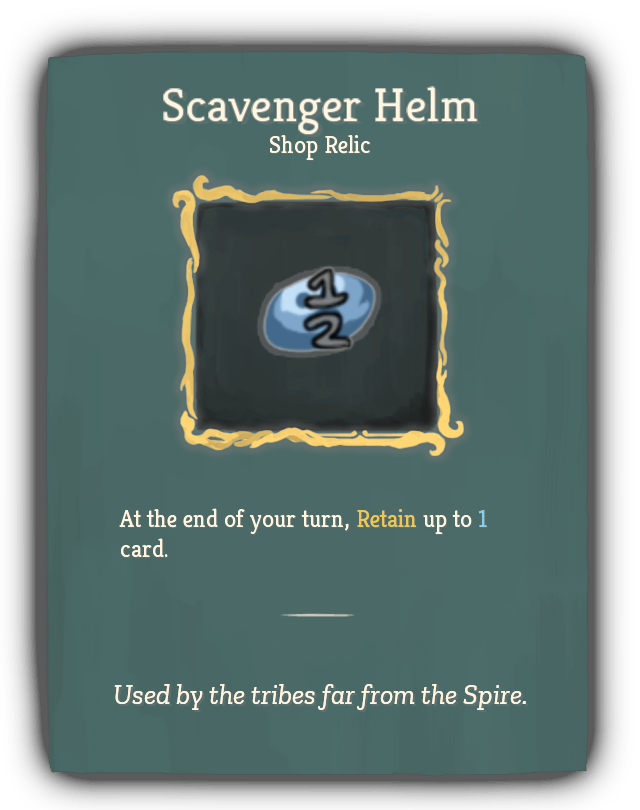 Scavenger Helm
Shop Relic
1
2
At the end of your turn, Retain up to 1
card.
Used by the tribes far from the Spire.